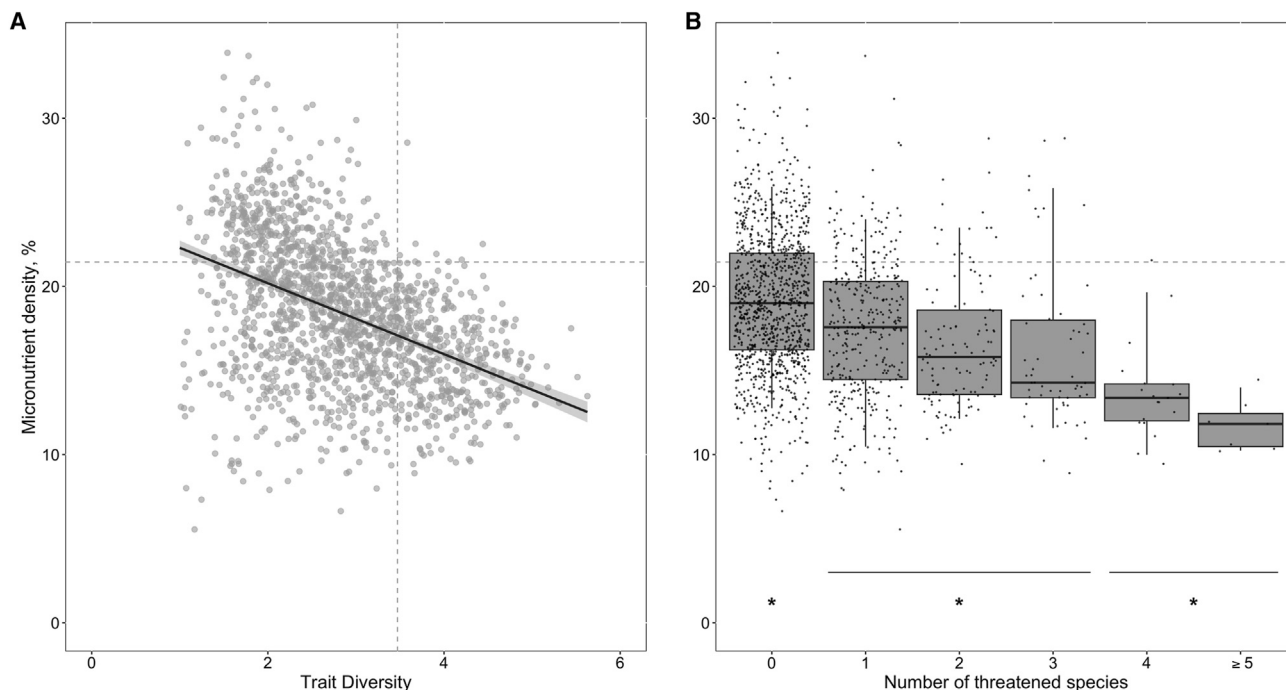 A
B
Micronutrient density, %
30
20
10
0
0 2 4 6
Trait Diversity
30
20
10
0
* * *
0 1 2 3 4 ≥ 5
Number of threatened species